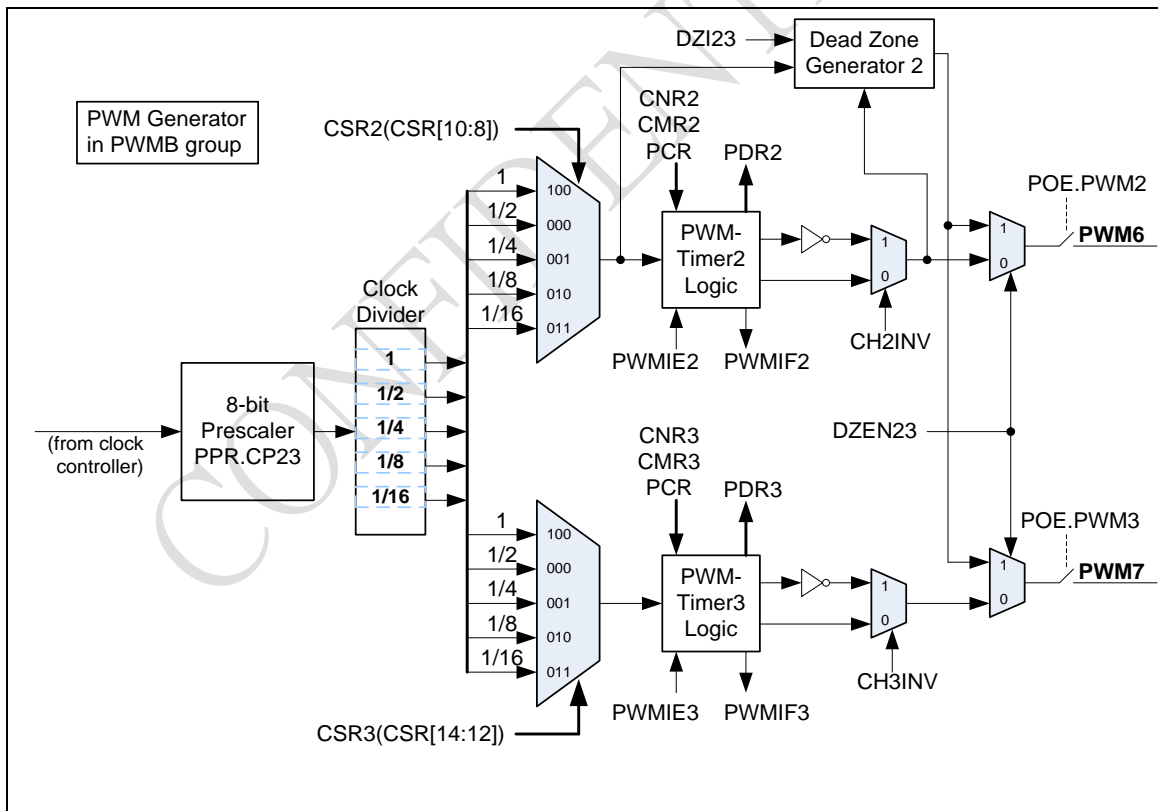 CONFIDENT
PWM Generator
in PWMB group
DZI23
Dead Zone
Generator 2
CSR2(CSR[10:8])
CNR2
CMR2
PCR
PDR2
1
1/2
1/4
1/8
1/16
100
000
001
010
011
PWM-
Timer2
Logic
1
0
CH2INV
PWMIE2
PWMIF2
1
0
POE.PWM2
PWM6
Clock
Divider
1
1/2
1/4
1/8
1/16
8-bit
Prescaler
PPR.CP23
(from clock
controller)
DZEN23
CNR3
CMR3
PCR
PDR3
1
1/2
1/4
1/8
1/16
100
000
001
010
011
PWM-
Timer3
Logic
1
0
CH3INV
PWMIE3
PWMIF3
1
0
POE.PWM3
PWM7
CSR3(CSR[14:12])